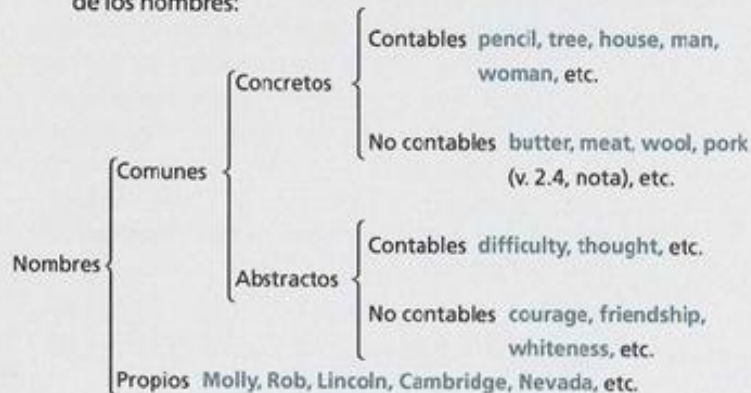 de los nombres:
Contables pencil, tree, house, man,
woman, etc.
Concretos
No contables butter, meat, wool, pork
(v. 2.4, nota), etc.
Comunes
Contables difficulty, thought, etc.
Nombres
Abstractos
No contables courage, friendship,
whiteness, etc.
Propios Molly, Rob, Lincoln, Cambridge, Nevada, etc.